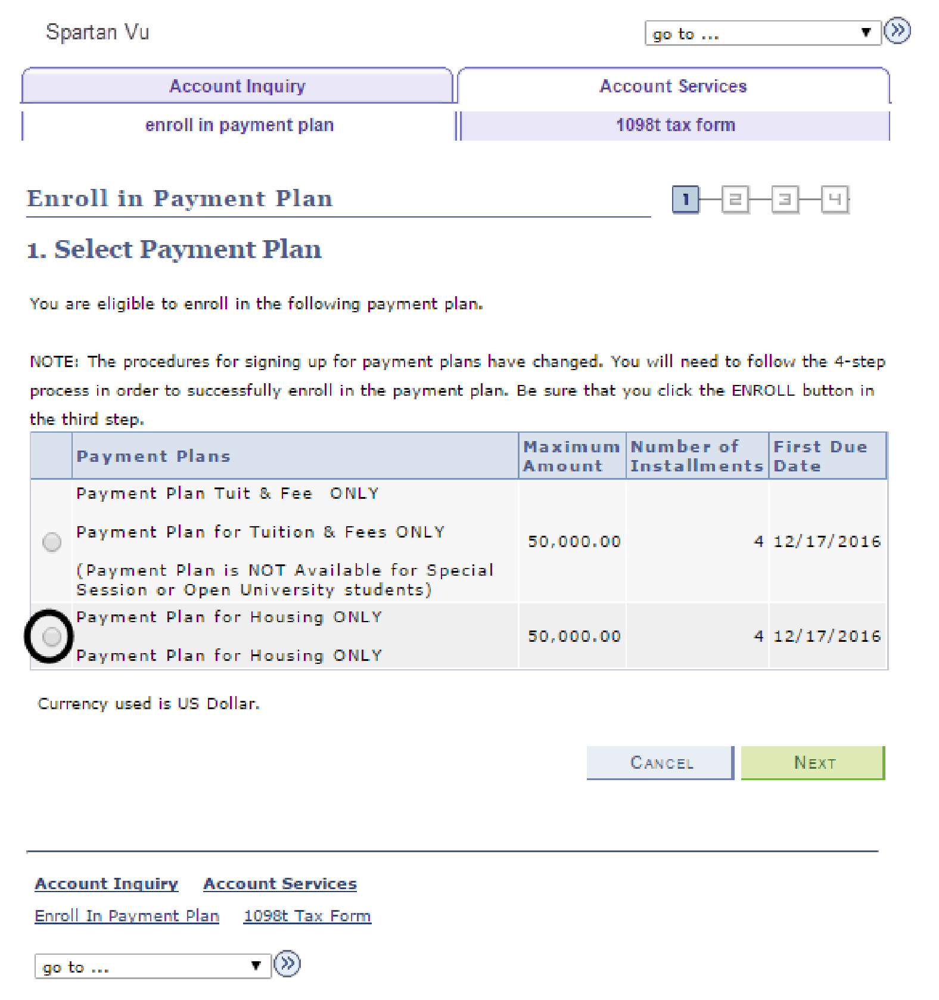 Spartan Vu
go to ...
Account Inquiry Account Services
enroll in payment plan 1098t tax form
Enroll in Payment Plan 1 2 3 4
1. Select Payment Plan
You are eligible to enroll in the following payment plan.
NOTE: The procedures for signing up for payment plans have changed. You will need to follow the 4-step
process in order to successfully enroll in the payment plan. Be sure that you click the ENROLL button in
the third step.
Payment Plans Maximum Amount Number of Installments First Due Date
Payment Plan Tuit & Fee ONLY
Payment Plan for Tuition & Fees ONLY
50,000.00 4 12/17/2016
(Payment Plan is NOT Available for Special
Session or Open University students)
Payment Plan for Housing ONLY
50,000.00 4 12/17/2016
Payment Plan for Housing ONLY
Currency used is US Dollar.
CANCEL NEXT
Account Inquiry Account Services
Enroll In Payment Plan 1098t Tax Form
go to ...